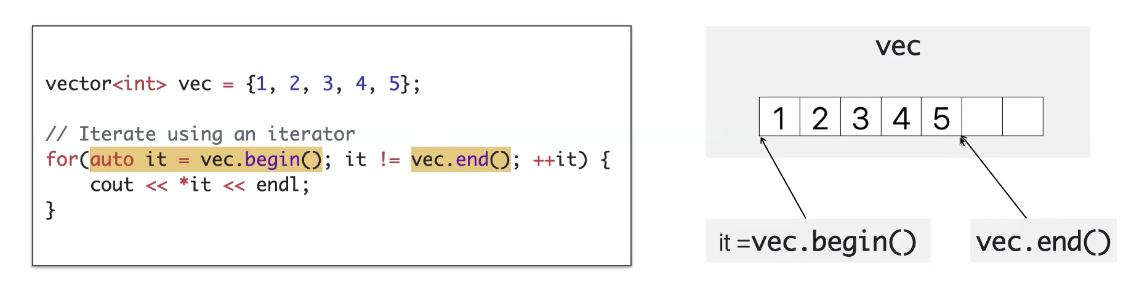 vector<int> vec = {1, 2, 3, 4, 5};
// Iterate using an iterator
for(auto it = vec.begin(); it != vec.end(); ++it) {
    cout << *it << endl;
}
vec
1 2 3 4 5
it =vec.begin()
vec.end()